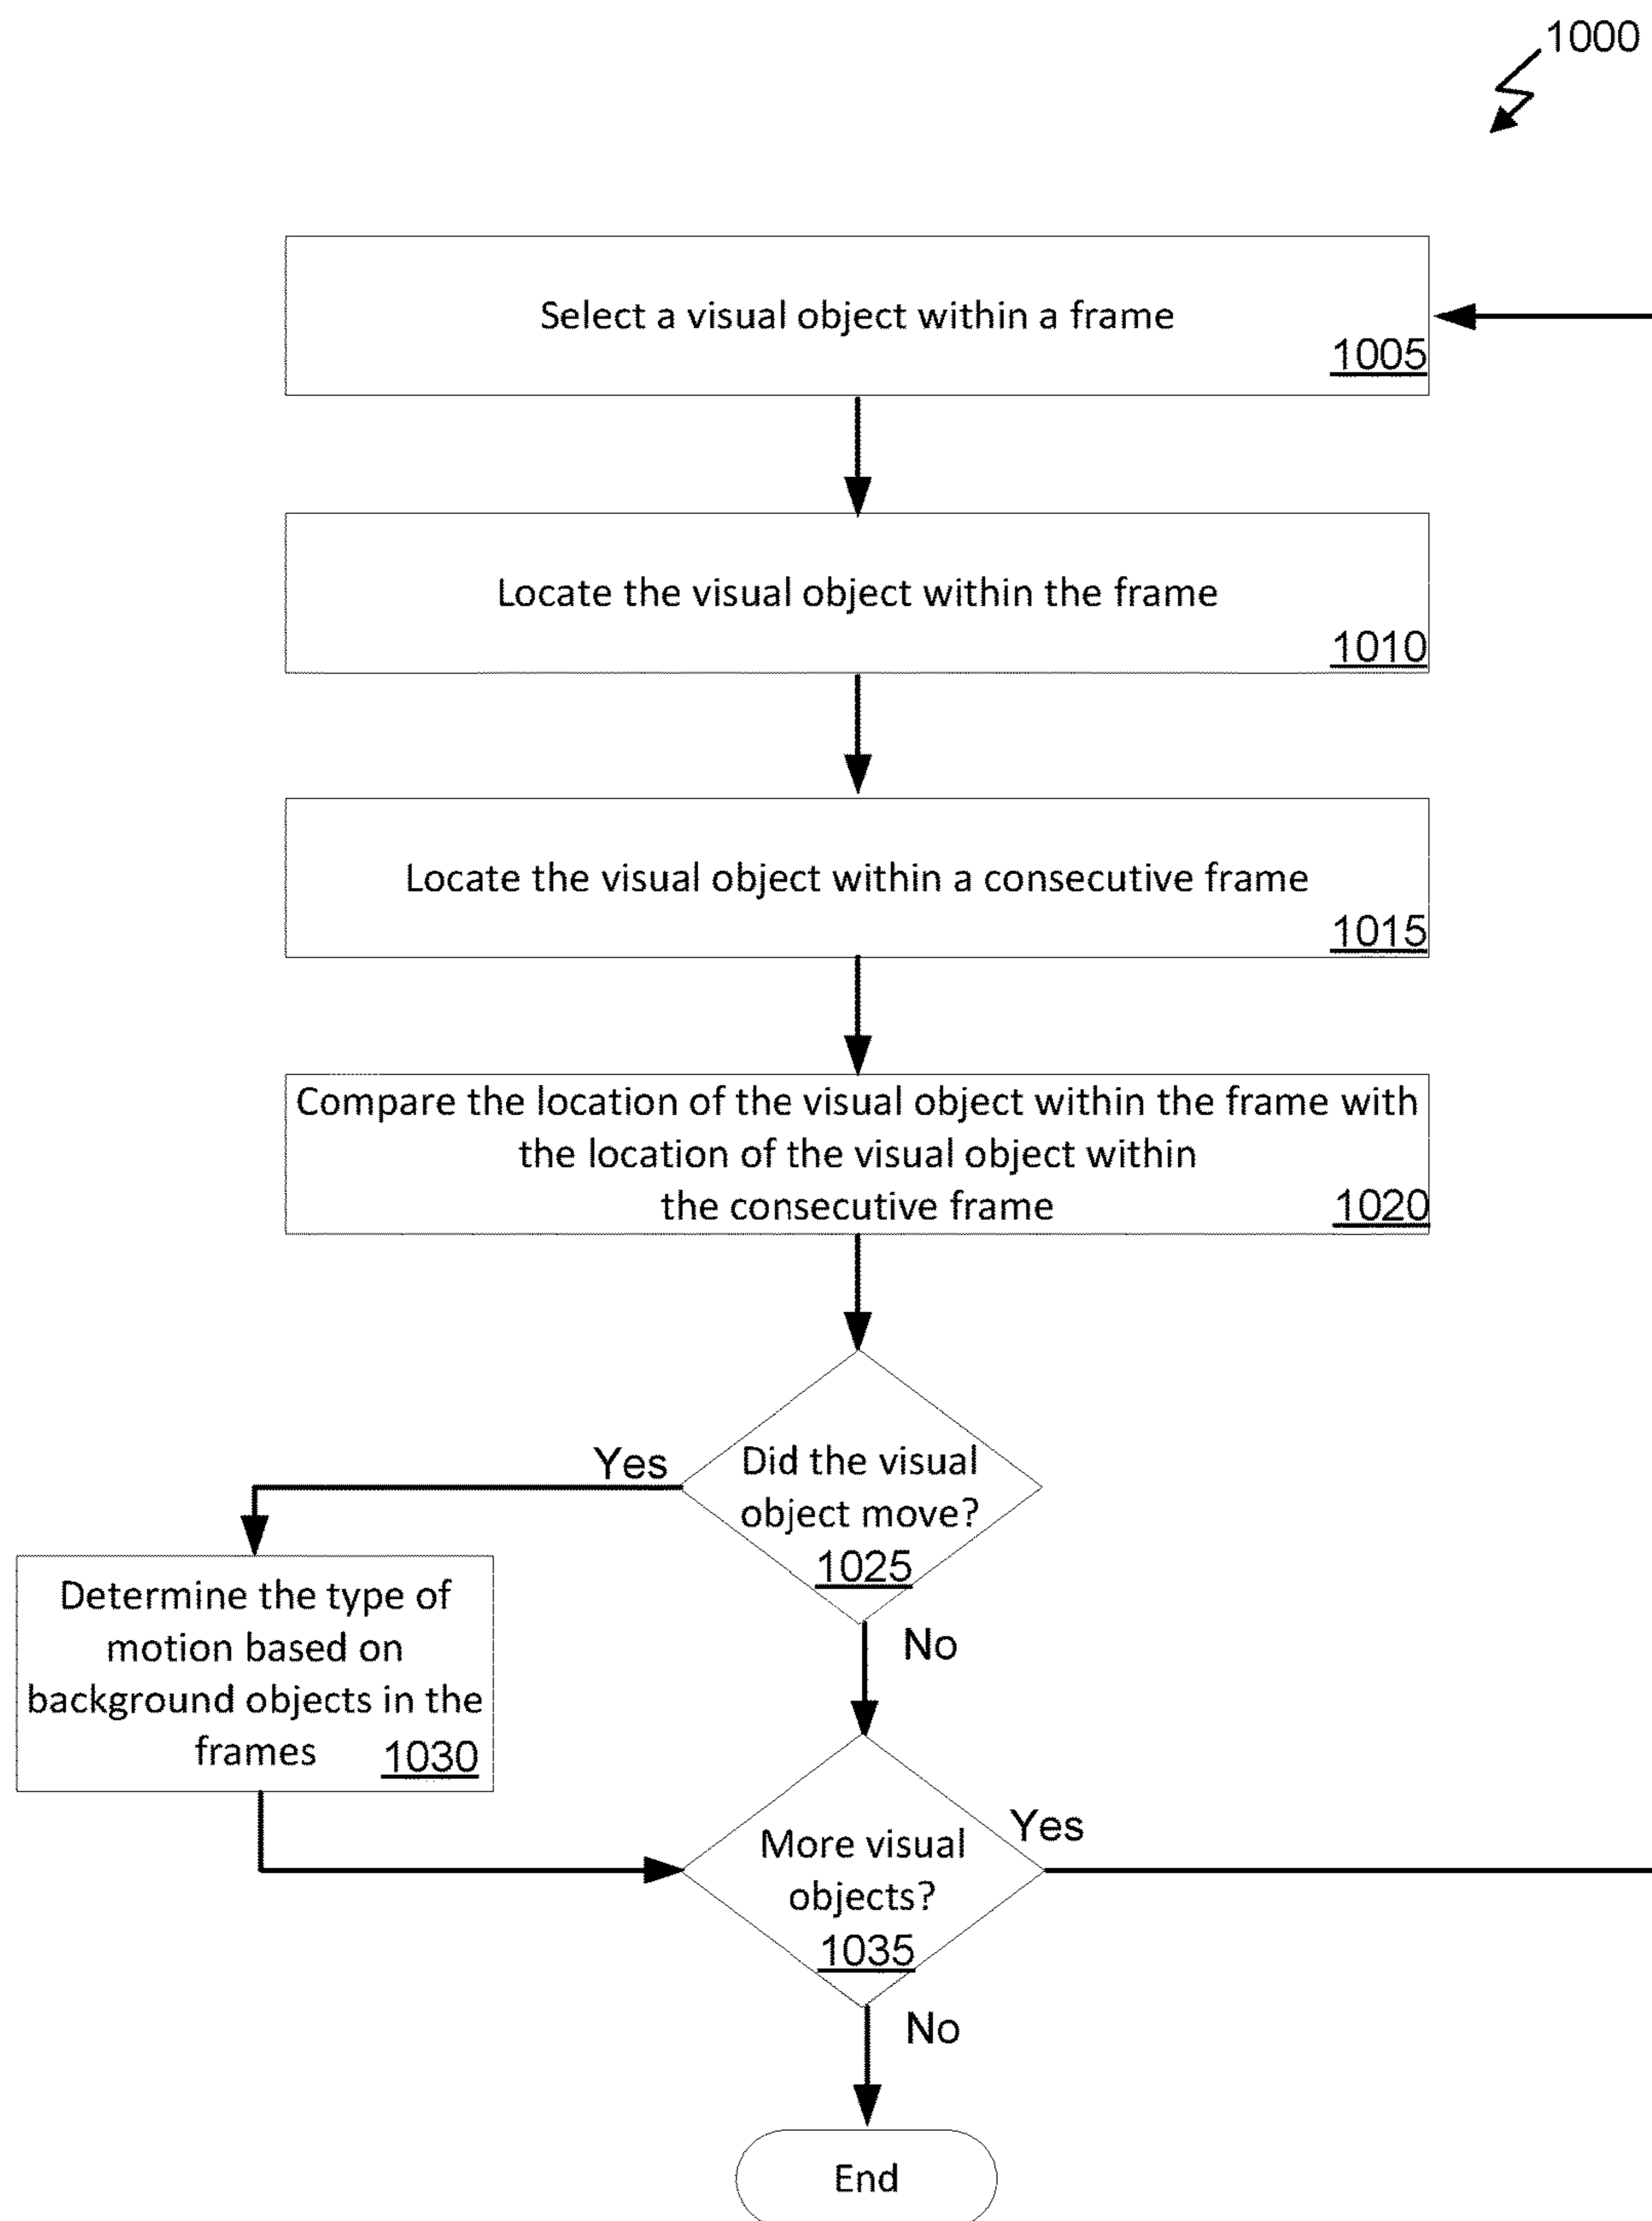 1000
Select a visual object within a frame
1005
Locate the visual object within the frame
1010
Locate the visual object within a consecutive frame
1015
Compare the location of the visual object within the frame with
the location of the visual object within
the consecutive frame
1020
Did the visual
object move?
1025
Yes
No
Determine the type of
motion based on
background objects in the
frames
1030
More visual
objects?
1035
Yes
No
End